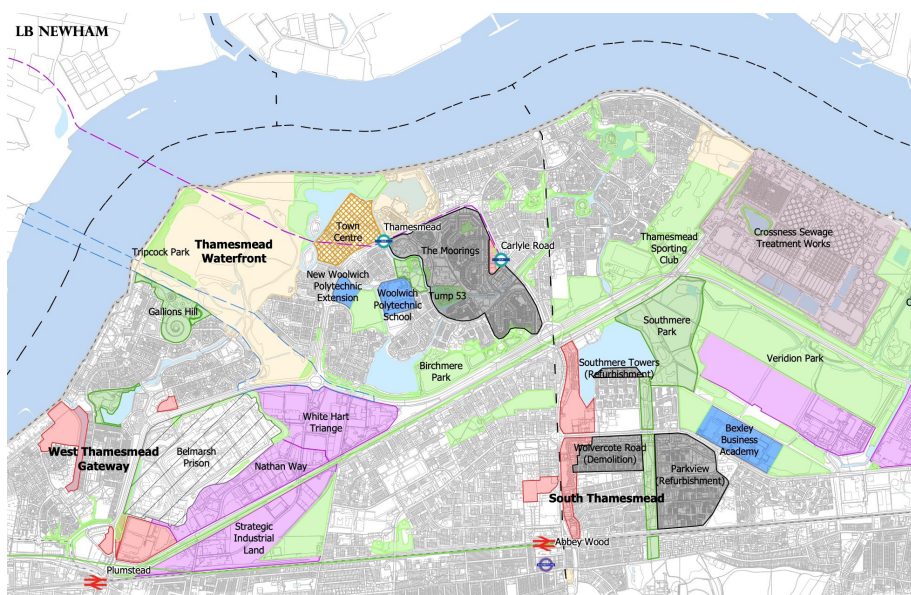 LB NEWHAM
Tripcock Park
Thamesmead
Waterfront
Town
Centre
Thamesmead
The Moorings
Carlyle Road
Thamesmead
Sporting
Club
Crossness Sewage
Treatment Works
New Woolwich
Polytechnic
Extension
Woolwich
Polytechnic
School
Tump 53
Gallions Hill
Birchmere
Park
Southmere
Park
Southmere Towers
(Refurbishment)
Veridion Park
White Hart
Triange
West Thamesmead
Gateway
Belmarsh
Prison
Nathan Way
Wolvercote Road
(Demolition)
Bexley
Business
Academy
Parkview
(Refurbishment)
South Thamesmead
Strategic
Industrial
Land
Abbey Wood
Plumstead